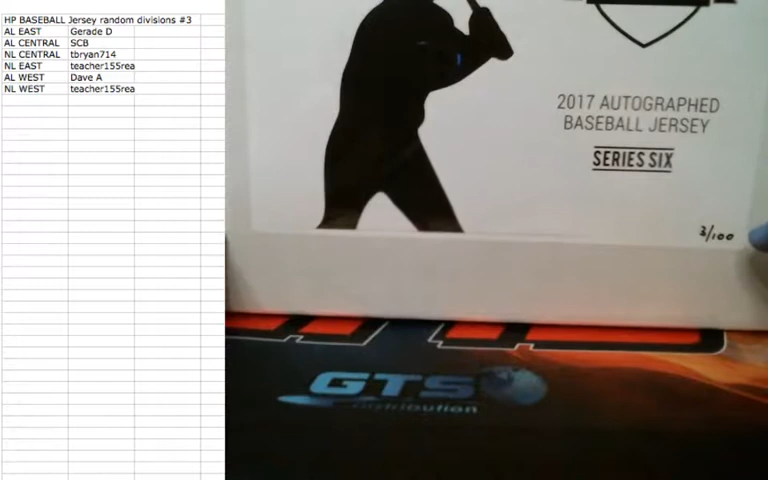 HP BASEBALL Jersey random divisions #3
AL EAST Gerade D
AL CENTRAL SCB
NL CENTRAL tbryan714
NL EAST teacher155rea
AL WEST Dave A
NL WEST teacher155rea
2017 AUTOGRAPHED
BASEBALL JERSEY
SERIES SIX
3/100
GTS
distribution